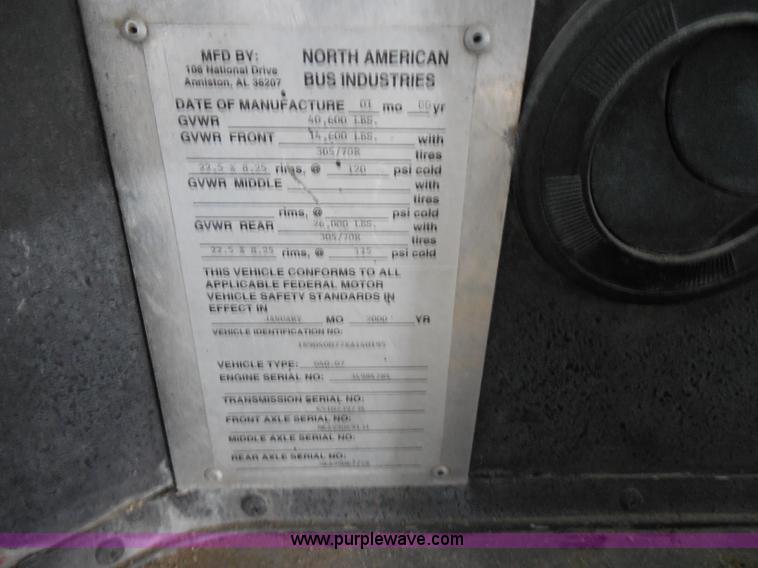 MFD BY: NORTH AMERICAN
106 National Drive BUS INDUSTRIES
Anniston, AL 36207
DATE OF MANUFACTURE 01 mo 00 yr
GVWR 40,600 LBS.
GVWR FRONT 14,600 LBS. with
305/70R tires
22.5 X 8.25 rims, @ 120 psi cold
GVWR MIDDLE with
tires
rims, @ psi cold
GVWR REAR 26,000 LBS. with
305/70R tires
22.5 X 8.25 rims, @ 115 psi cold
THIS VEHICLE CONFORMS TO ALL
APPLICABLE FEDERAL MOTOR
VEHICLE SAFETY STANDARDS IN
EFFECT IN
JANUARY MO 2000 YR
VEHICLE IDENTIFICATION NO:
VEHICLE TYPE: 040.07
ENGINE SERIAL NO:
TRANSMISSION SERIAL NO:
FRONT AXLE SERIAL NO:
MIDDLE AXLE SERIAL NO:
REAR AXLE SERIAL NO:
www.purplewave.com